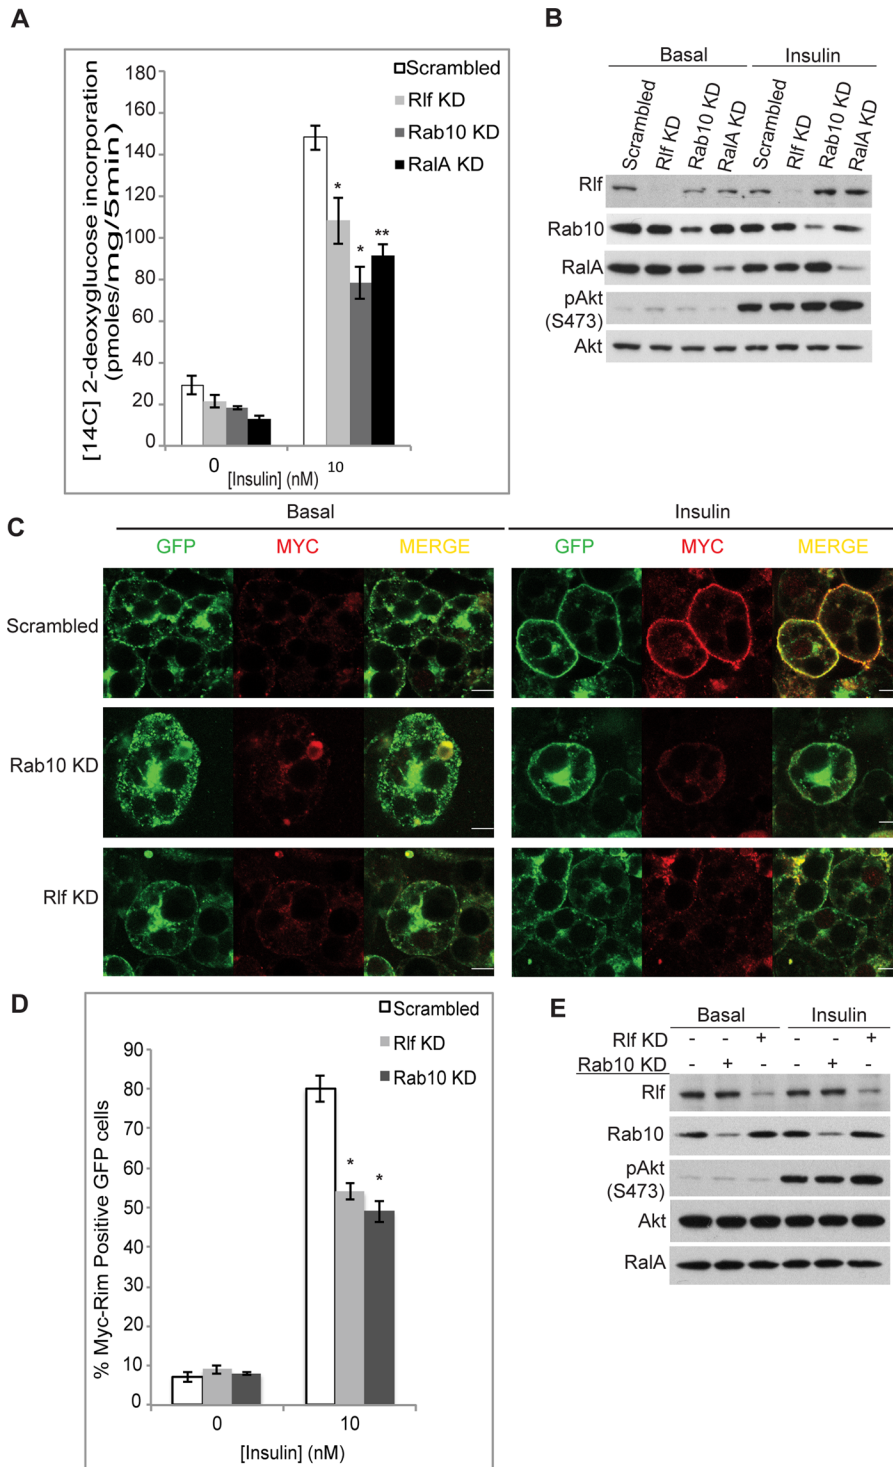 A
[14C] 2-deoxyglucose incorporation
(pmoles/mg/5min)
180
160
140
120
100
80
60
40
20
0
Scrambled
Rlf KD
Rab10 KD
RalA KD
*
*
**
0
10
[Insulin] (nM)
B
Basal
Insulin
Scrambled
Rlf KD
Rab10 KD
RalA KD
Scrambled
Rlf KD
Rab10 KD
RalA KD
Rlf
Rab10
RalA
pAkt
(S473)
Akt
C
Basal
Insulin
GFP MYC MERGE GFP MYC MERGE
Scrambled
Rab10 KD
Rlf KD
D
% Myc-Rim Positive GFP cells
90
80
70
60
50
40
30
20
10
0
Scrambled
Rlf KD
Rab10 KD
*
*
0
10
[Insulin] (nM)
E
Basal
Insulin
Rlf KD - - + - - +
Rab10 KD - + - - + -
Rlf
Rab10
pAkt
(S473)
Akt
RalA